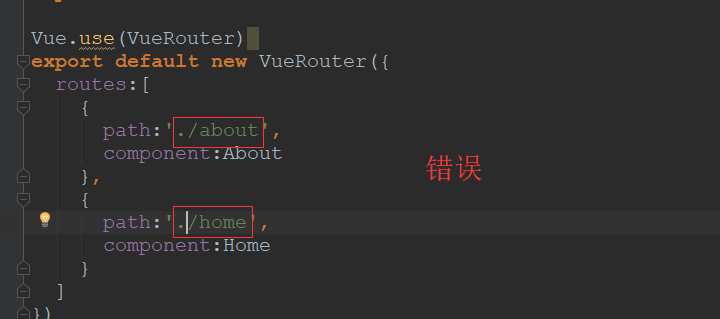 Vue.use(VueRouter)
export default new VueRouter({
routes:[
{
path:'./about',
component:About
},
{
path:'./home',
component:Home
}
]
})
错误